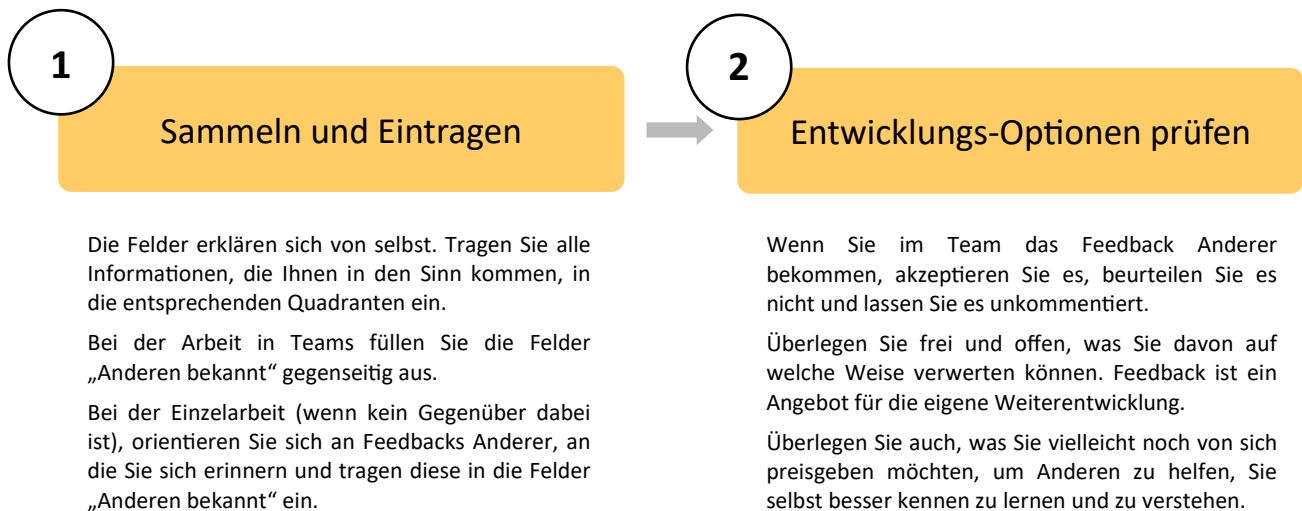 1
Sammeln und Eintragen
Die Felder erklären sich von selbst. Tragen Sie alle
Informationen, die Ihnen in den Sinn kommen, in
die entsprechenden Quadranten ein.
Bei der Arbeit in Teams füllen Sie die Felder
„Anderen bekannt“ gegenseitig aus.
Bei der Einzelarbeit (wenn kein Gegenüber dabei
ist), orientieren Sie sich an Feedbacks Anderer, an
die Sie sich erinnern und tragen diese in die Felder
„Anderen bekannt“ ein.
2
Entwicklungs-Optionen prüfen
Wenn Sie im Team das Feedback Anderer
bekommen, akzeptieren Sie es, beurteilen Sie es
nicht und lassen Sie es unkommentiert.
Überlegen Sie frei und offen, was Sie davon auf
welche Weise verwerten können. Feedback ist ein
Angebot für die eigene Weiterentwicklung.
Überlegen Sie auch, was Sie vielleicht noch von sich
preisgeben möchten, um Anderen zu helfen, Sie
selbst besser kennen zu lernen und zu verstehen.